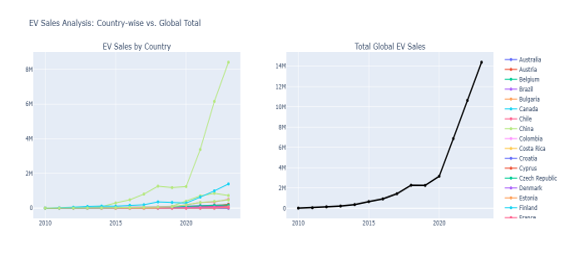 EV Sales Analysis: Country-wise vs. Global Total
EV Sales by Country
Total Global EV Sales
8M
6M
4M
2M
0
2010
2015
2020
14M
12M
10M
8M
6M
4M
2M
0
2010
2015
2020
Australia
Austria
Belgium
Brazil
Bulgaria
Canada
Chile
China
Colombia
Costa Rica
Croatia
Cyprus
Czech Republic
Denmark
Estonia
Finland
France